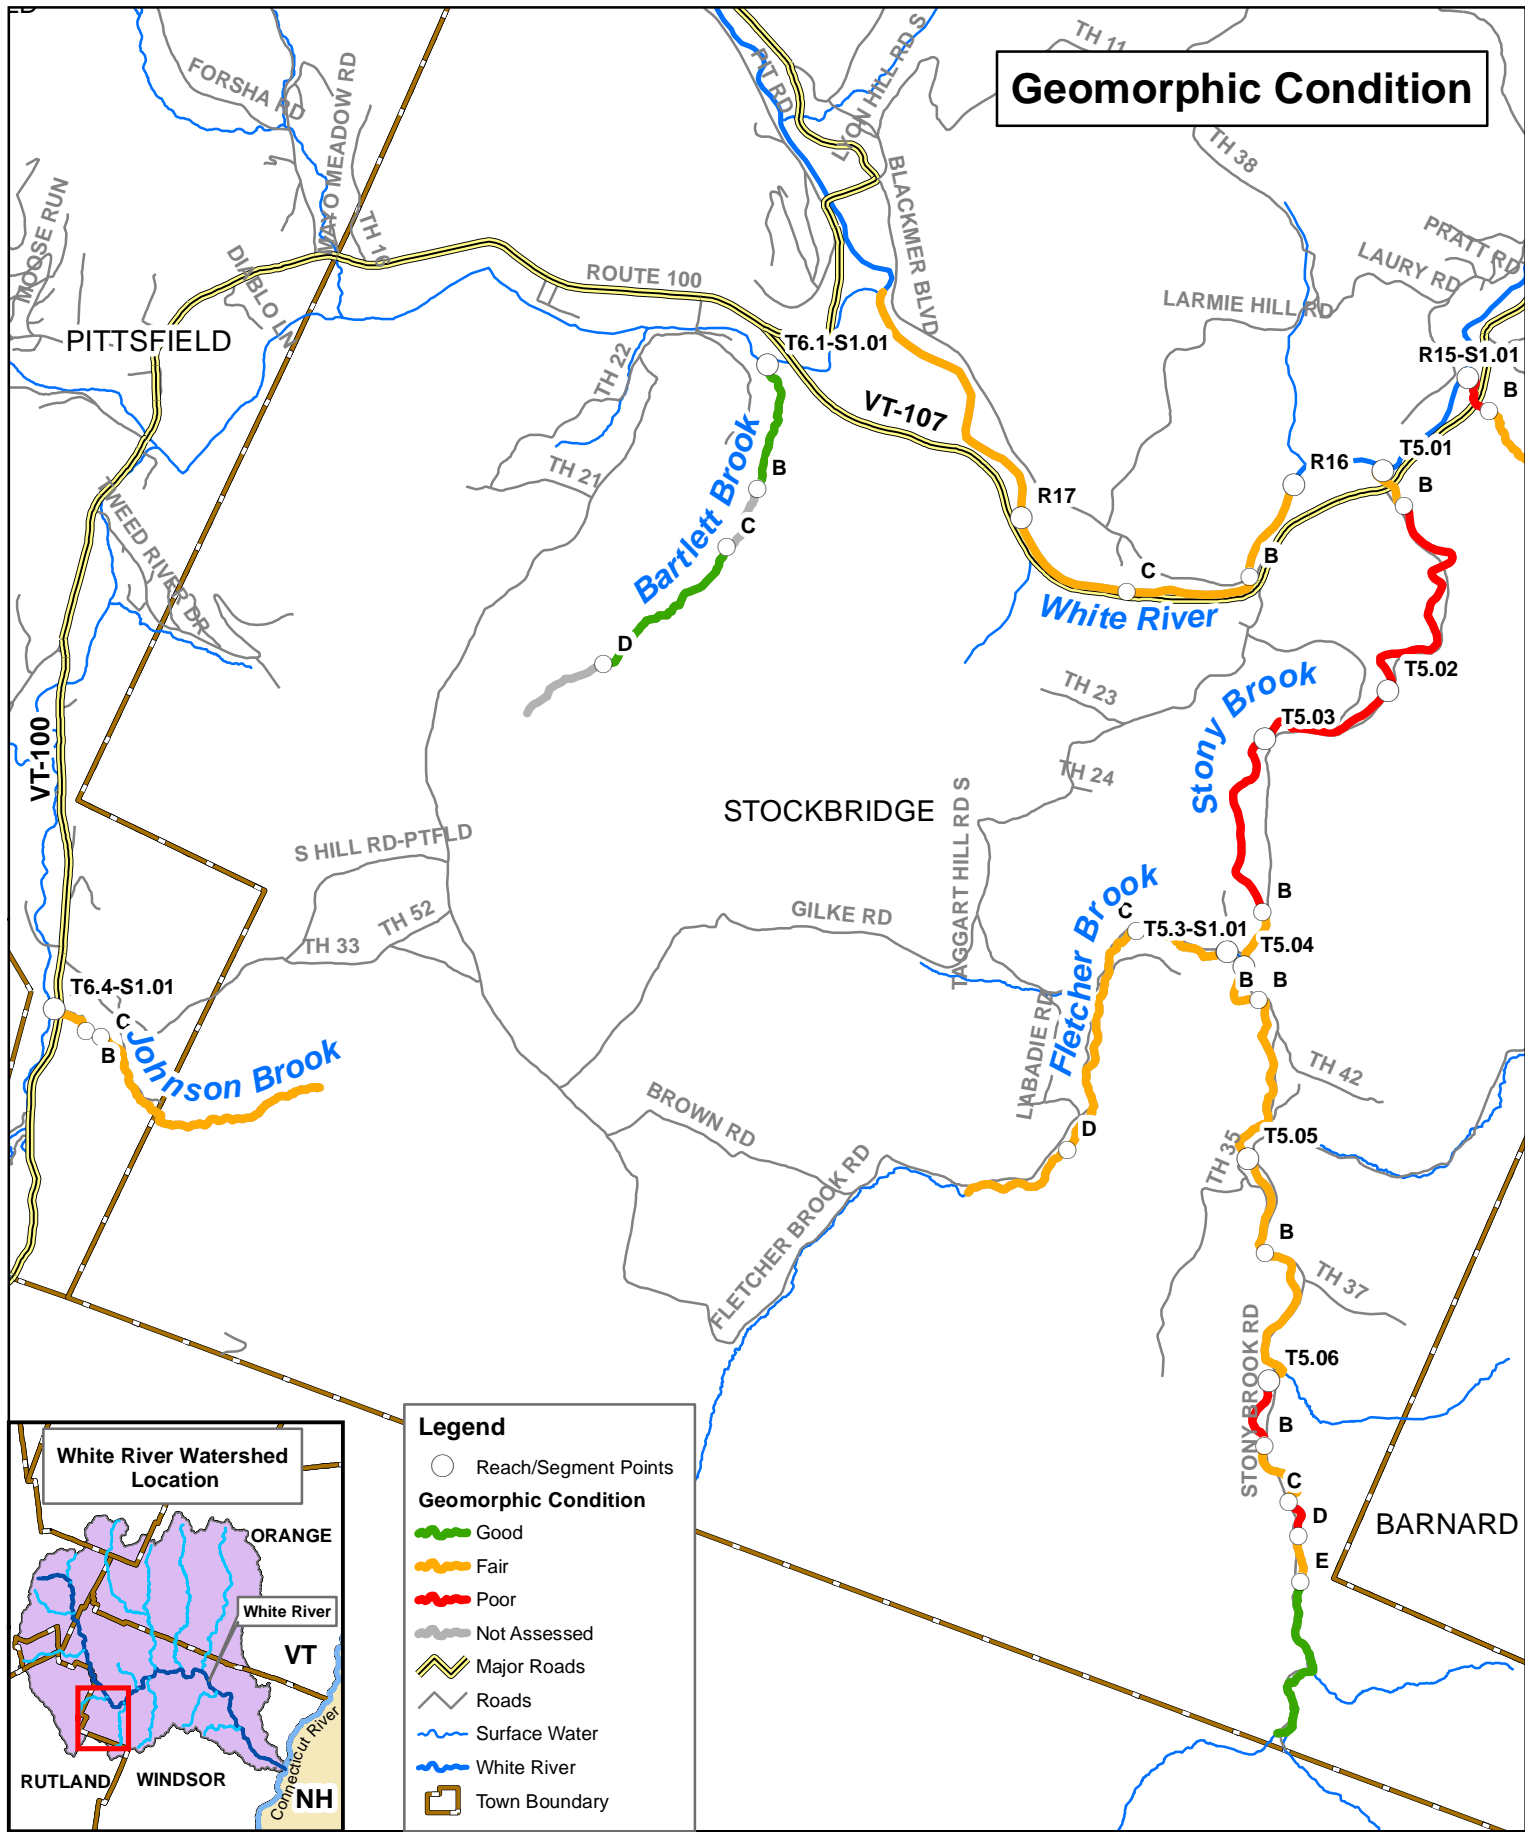 Geomorphic Condition
FORSHA RD
MAYO MEADOW RD
TH 16
PIT RD
LYON HILL RD S
TH 11
TH 38
BLACKMER BLVD
MOOSE RUN
DIABLO LN
PITTSFIELD
ROUTE 100
PRATT RD
LAURY RD
LARMIE HILL RD
T6.1-S1.01
R15-S1.01
B
TH 22
VT-107
Bartlett Brook
B
TH 21
C
D
T5.01
B
R16
R17
C
B
White River
TWEED RIVER DR
T5.02
TH 23
Stony Brook
T5.03
VT-100
TH 24
STOCKBRIDGE
TAGGART HILL RD S
S HILL RD-PTFLD
TH 52
TH 33
GILKE RD
Fletcher Brook
C
T5.3-S1.01
B
T5.04
B
B
T6.4-S1.01
C
B
Johnson Brook
LABADIE RD
TH 42
BROWN RD
D
T5.05
TH 35
FLETCHER BROOK RD
B
TH 37
STONY BROOK RD
T5.06
B
C
D
E
BARNARD
White River Watershed
Location
ORANGE
White River
VT
Connecticut River
RUTLAND
WINDSOR
NH
Legend
Reach/Segment Points
Geomorphic Condition
Good
Fair
Poor
Not Assessed
Major Roads
Roads
Surface Water
White River
Town Boundary